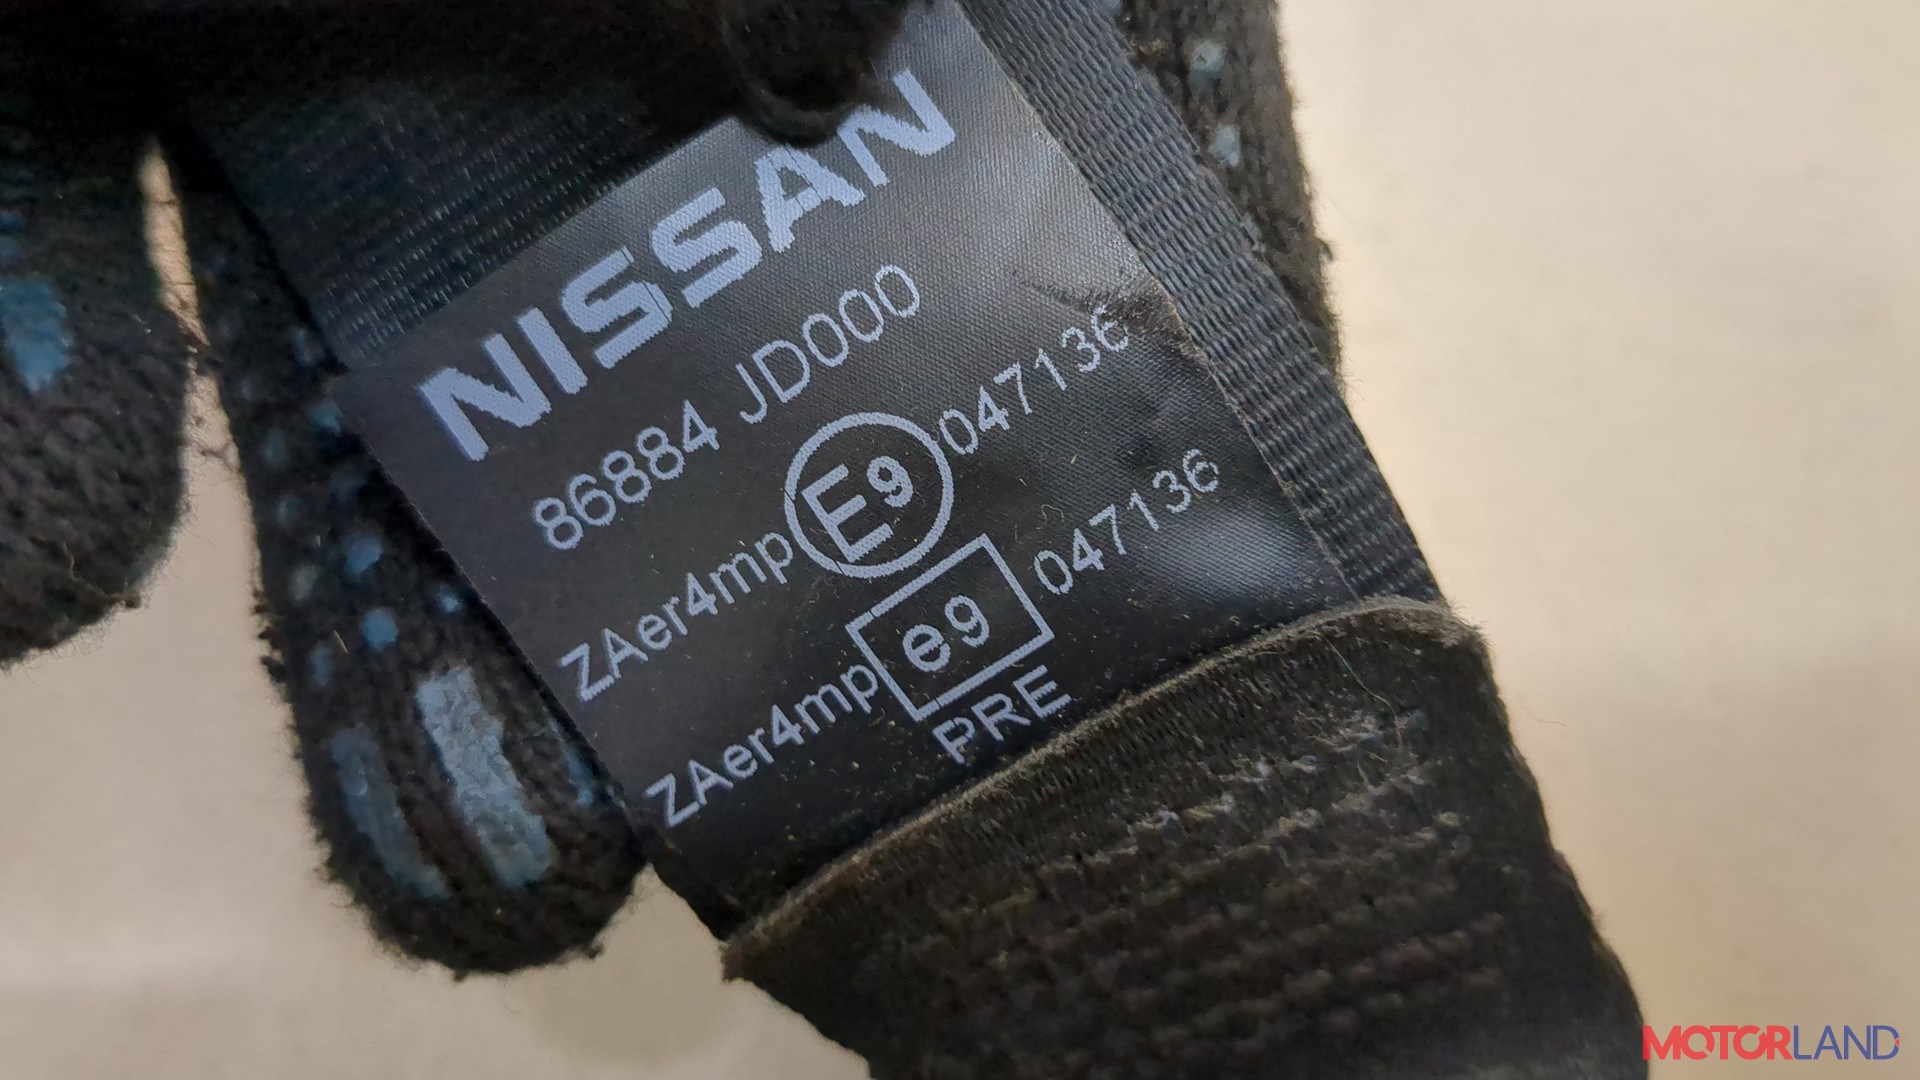 NISSAN
86884 JD000
ZAer4mp E9 047136
ZAer4mp e9 047136
PRE
MOTORLAND